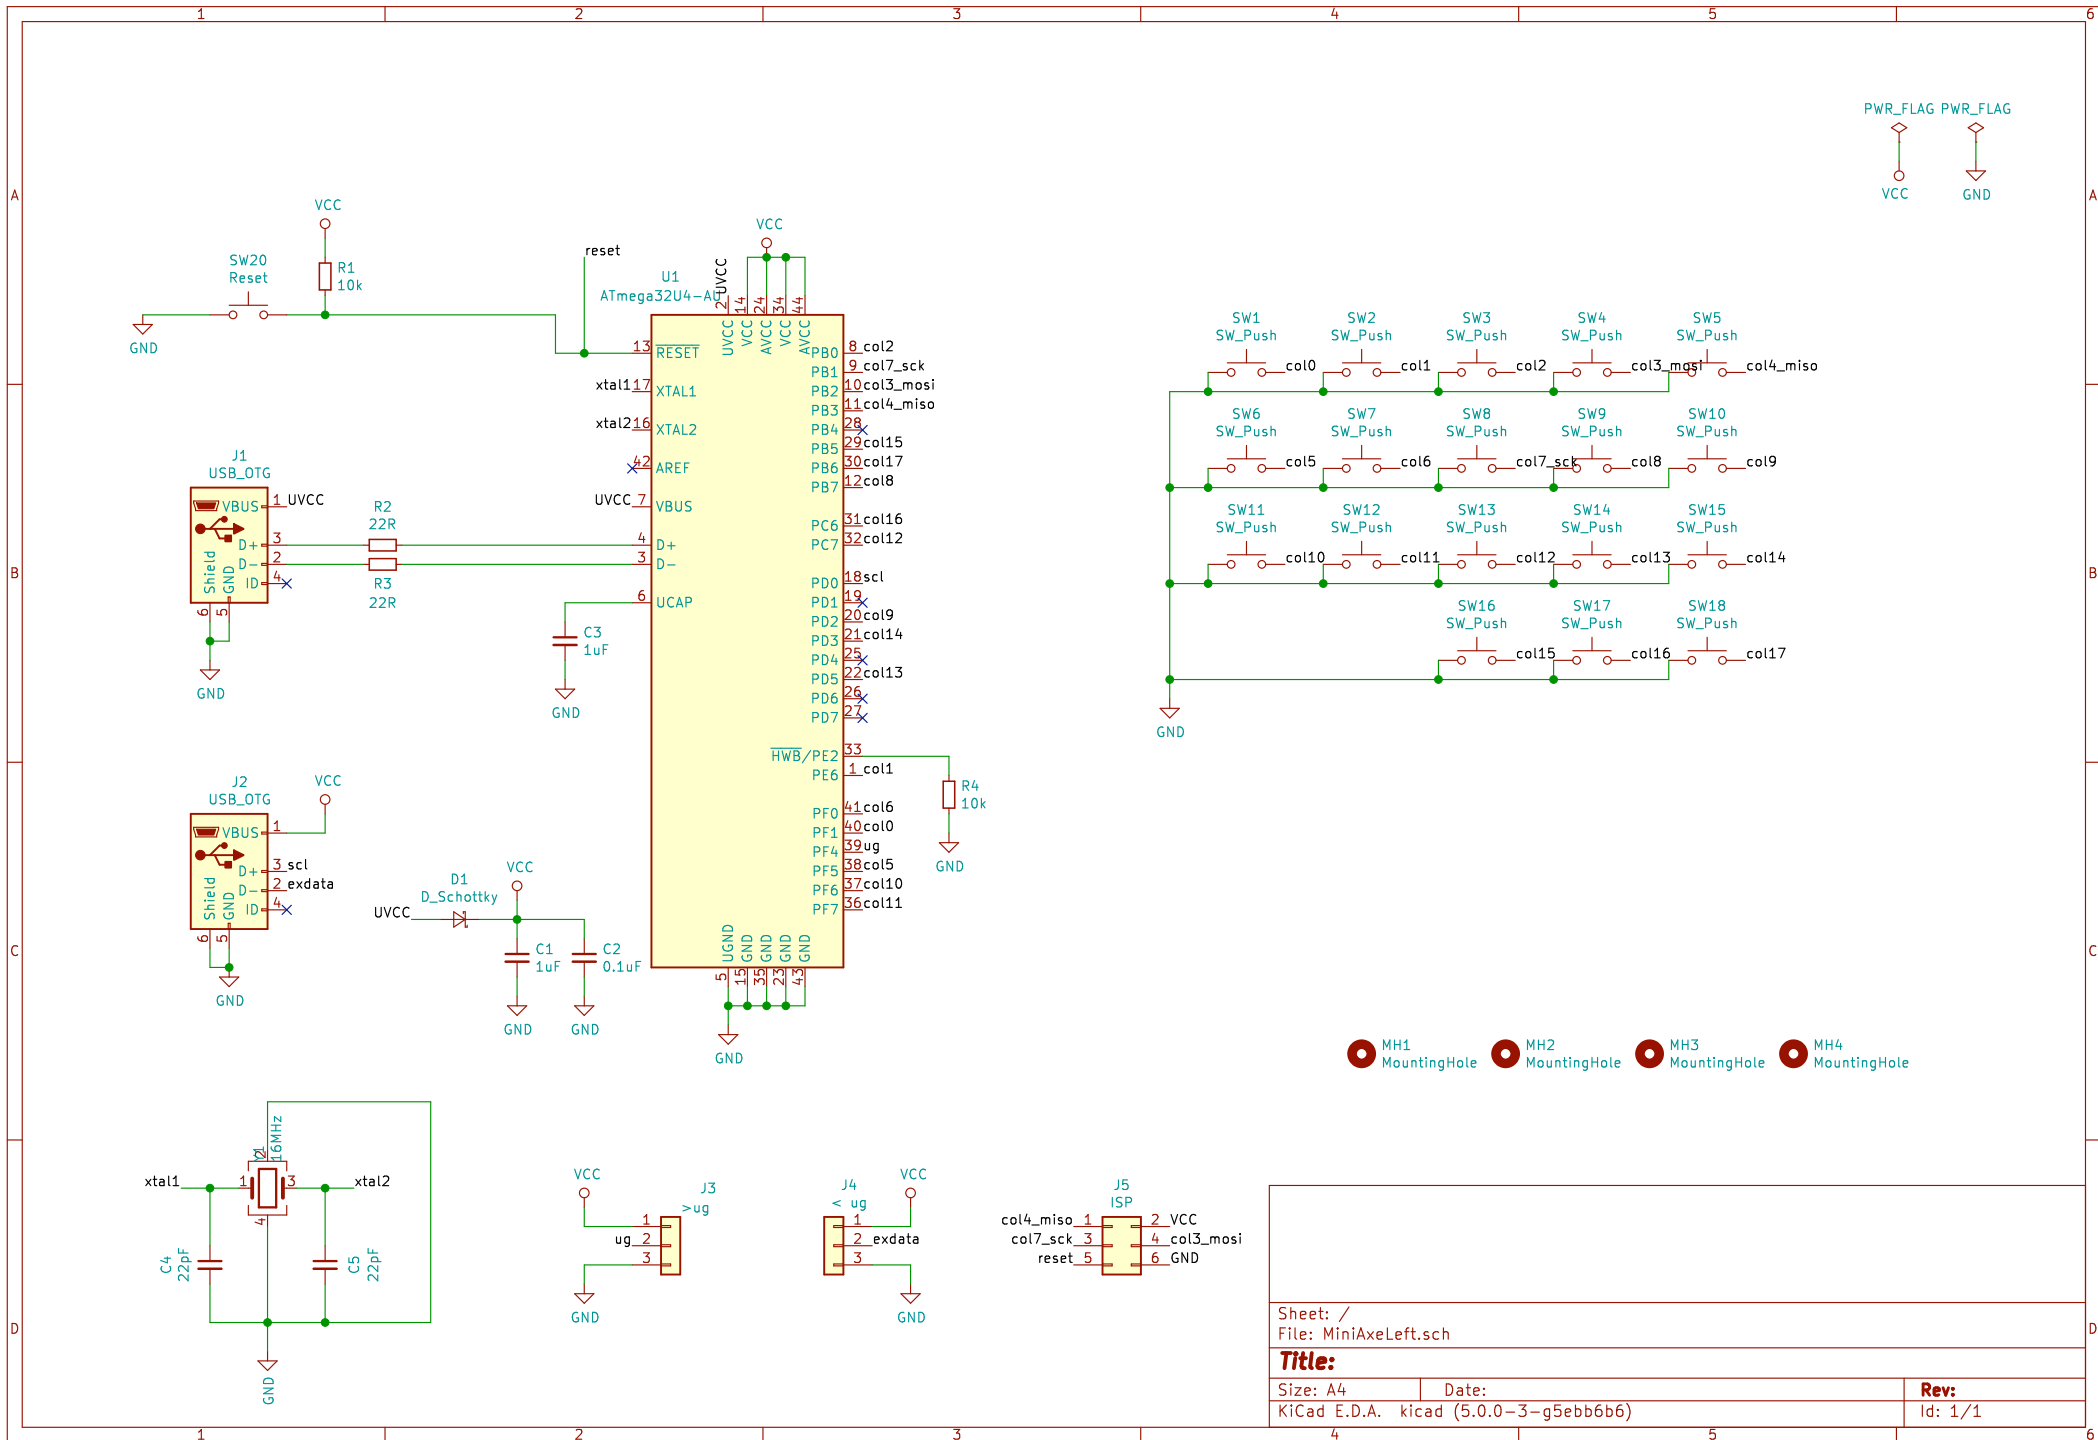 1 2 3 4 5 6
A
B
C
D
PWR_FLAG PWR_FLAG
VCC GND
VCC
SW20
Reset
R1
10k
GND
reset
U1
ATmega32U4-AU
VCC
UVCC
2 14 24 34 44
UVCC VCC AVCC VCC AVCC
13 RESET
xtal1 17 XTAL1
xtal2 16 XTAL2
42 AREF
UVCC 7 VBUS
4 D+
3 D-
6 UCAP
PB0 8 col2
PB1 9 col7_sck
PB2 10 col3_mosi
PB3 11 col4_miso
PB4 28
PB5 29 col15
PB6 30 col17
PB7 12 col8
PC6 31 col16
PC7 32 col12
PD0 18 scl
PD1 19
PD2 20 col9
PD3 21 col14
PD4 25
PD5 22 col13
PD6 26
PD7 27
HWB/PE2 33
PE6 1 col1
PF0 41 col6
PF1 40 col0
PF4 39 ug
PF5 38 col5
PF6 37 col10
PF7 36 col11
UGND GND GND GND GND
5 15 35 23 43
GND
R4
10k
GND
J1
USB_OTG
VBUS 1 UVCC
D+ 3
D- 2
ID 4
Shield GND
6 5
GND
R2
22R
R3
22R
C3
1uF
GND
J2
USB_OTG
VCC
VBUS 1
D+ 3 scl
D- 2 exdata
ID 4
Shield GND
6 5
GND
D1
D_Schottky
UVCC
VCC
C1
1uF
C2
0.1uF
GND GND
SW1 SW2 SW3 SW4 SW5
SW_Push SW_Push SW_Push SW_Push SW_Push
col0 col1 col2 col3_mosi col4_miso
SW6 SW7 SW8 SW9 SW10
SW_Push SW_Push SW_Push SW_Push SW_Push
col5 col6 col7_sck col8 col9
SW11 SW12 SW13 SW14 SW15
SW_Push SW_Push SW_Push SW_Push SW_Push
col10 col11 col12 col13 col14
SW16 SW17 SW18
SW_Push SW_Push SW_Push
col15 col16 col17
GND
MH1 MH2 MH3 MH4
MountingHole MountingHole MountingHole MountingHole
Y1
16MHz
xtal1 1 2 3 4 xtal2
C4
22pF
C5
22pF
GND
VCC
J3
>ug
1
ug 2
3
GND
J4
< ug
VCC
1
2 exdata
3
GND
J5
ISP
col4_miso 1 2 VCC
col7_sck 3 4 col3_mosi
reset 5 6 GND
Sheet: /
File: MiniAxeLeft.sch
Title:
Size: A4 Date: Rev:
KiCad E.D.A. kicad (5.0.0-3-g5ebb6b6) Id: 1/1
A
B
C
D
1 2 3 4 5 6